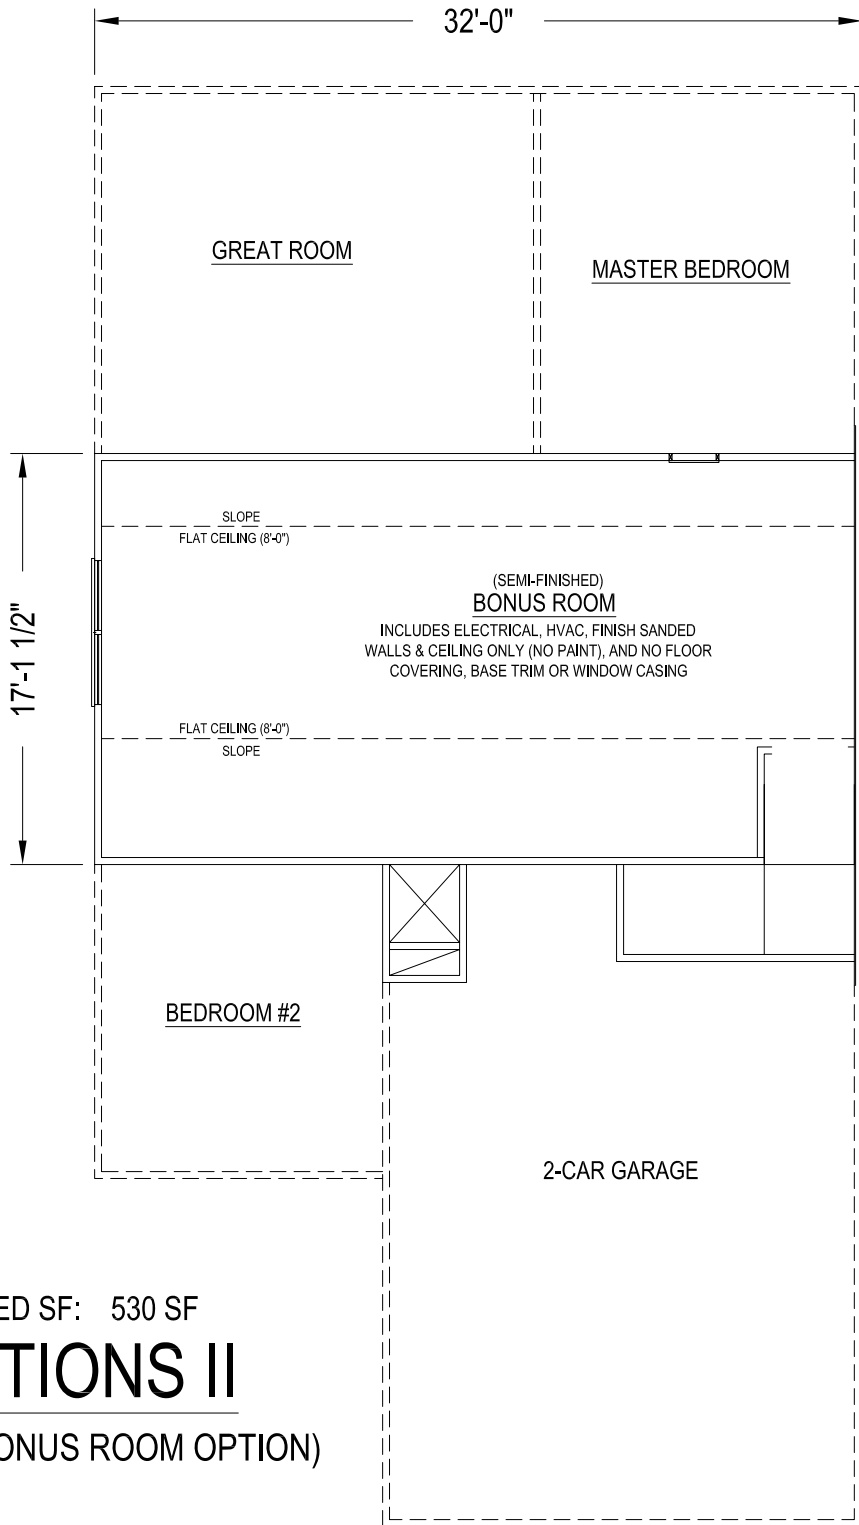 32'-0"
GREAT ROOM
MASTER BEDROOM
SLOPE
FLAT CEILING (8'-0")
(SEMI-FINISHED)
BONUS ROOM
INCLUDES ELECTRICAL, HVAC, FINISH SANDED
WALLS & CEILING ONLY (NO PAINT), AND NO FLOOR
COVERING, BASE TRIM OR WINDOW CASING
17'-1 1/2"
FLAT CEILING (8'-0")
SLOPE
BEDROOM #2
2-CAR GARAGE
ED SF: 530 SF
TIONS II
ONUS ROOM OPTION)